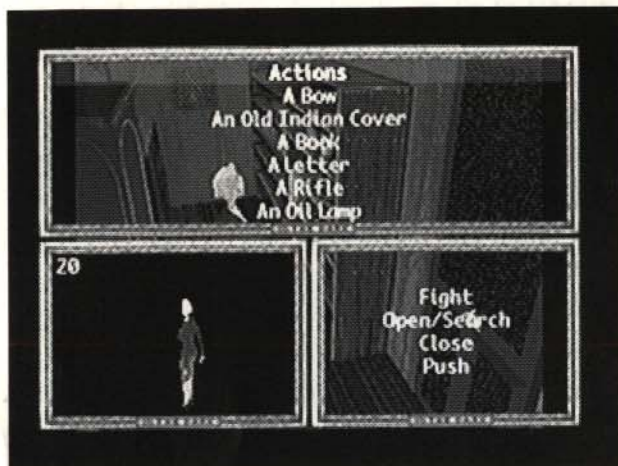 Actions
A Bow
An Old Indian Cover
A Book
A Letter
A Rifle
An Oil Lamp
20
Fight
Open/Search
Close
Push